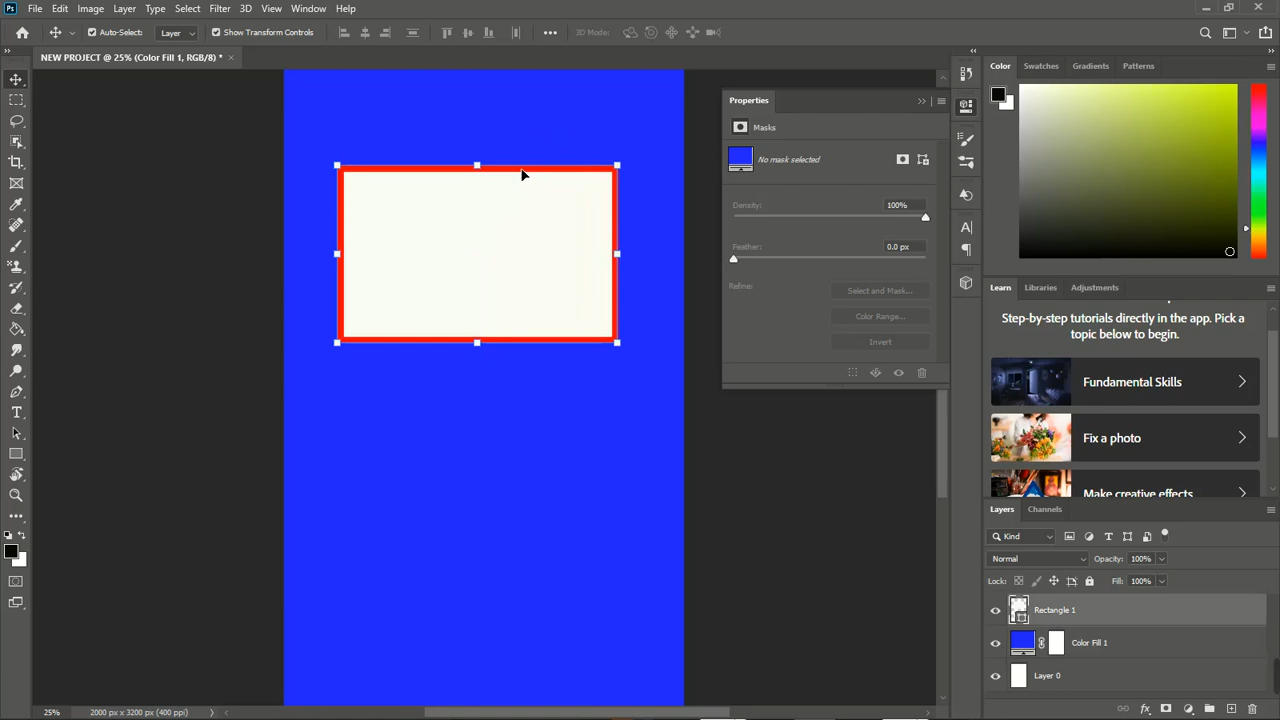 Ps File Edit Image Layer Type Select Filter 3D View Window Help
Auto-Select: Layer Show Transform Controls 3D Mode:
NEW PROJECT @ 25% (Color Fill 1, RGB/8) *
Color Swatches Gradients Patterns
Properties
Masks
No mask selected
Density: 100%
Feather: 0.0 px
Refine: Select and Mask...
Color Range...
Invert
Learn Libraries Adjustments
Step-by-step tutorials directly in the app. Pick a
topic below to begin.
Fundamental Skills
Fix a photo
Make creative effects
Layers Channels
Kind
Normal Opacity: 100%
Lock: Fill: 100%
Rectangle 1
Color Fill 1
Layer 0
25% 2000 px x 3200 px (400 ppi)